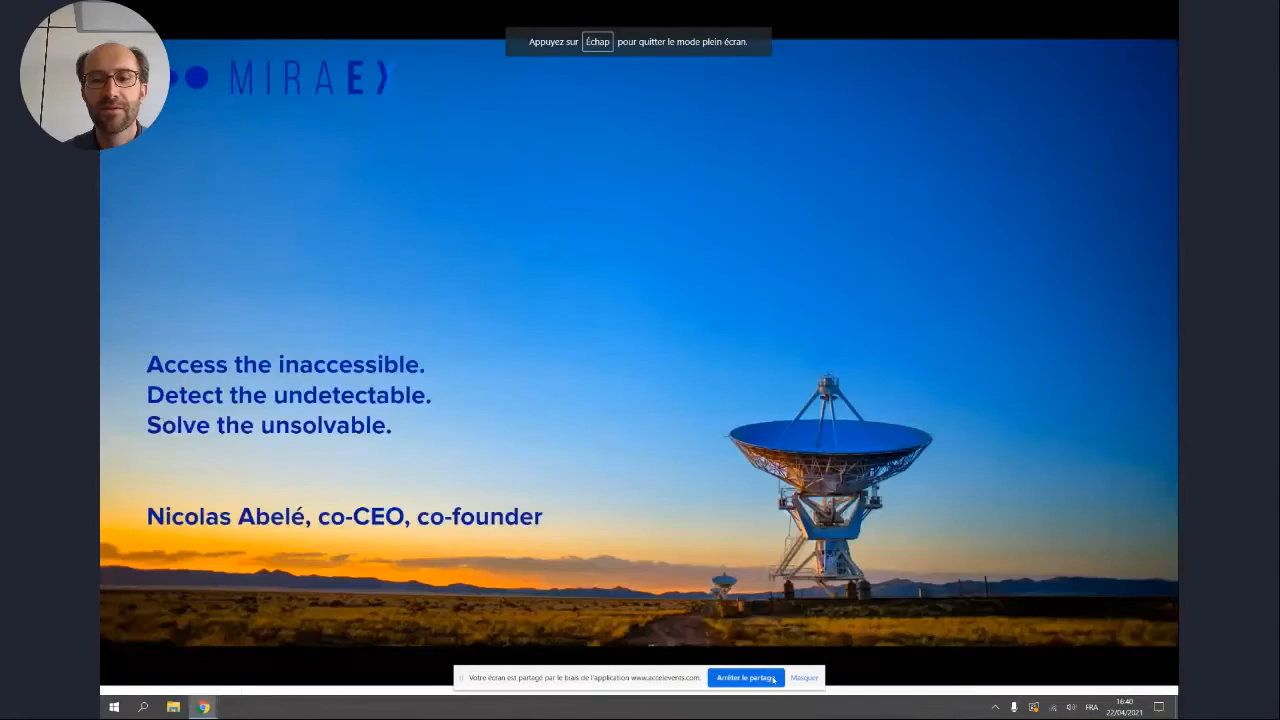 Appuyez sur Échap pour quitter le mode plein écran.
MIRAEX
Access the inaccessible.
Detect the undetectable.
Solve the unsolvable.
Nicolas Abelé, co-CEO, co-founder
Votre écran est partagé par le biais de l'application www.accelevents.com.
Arrêter le partage
Masquer
FRA
16:40
22/04/2021